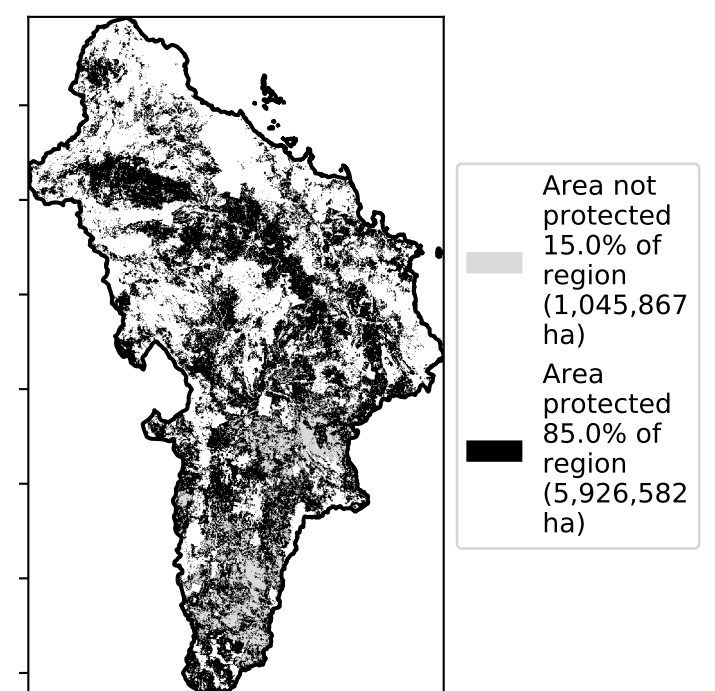 Area not
protected
15.0% of
region
(1,045,867
ha)
Area
protected
85.0% of
region
(5,926,582
ha)